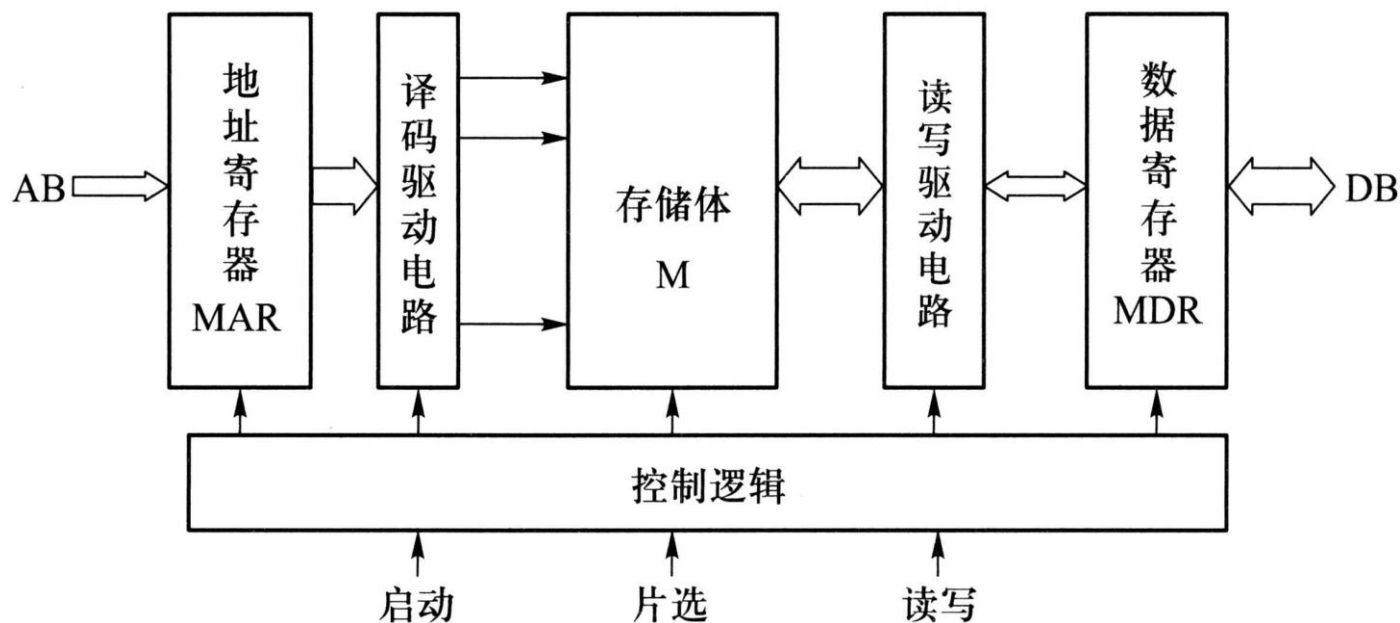 AB
地址寄存器
MAR
译码驱动电路
存储体
M
读写驱动电路
数据寄存器
MDR
DB
控制逻辑
启动
片选
读写